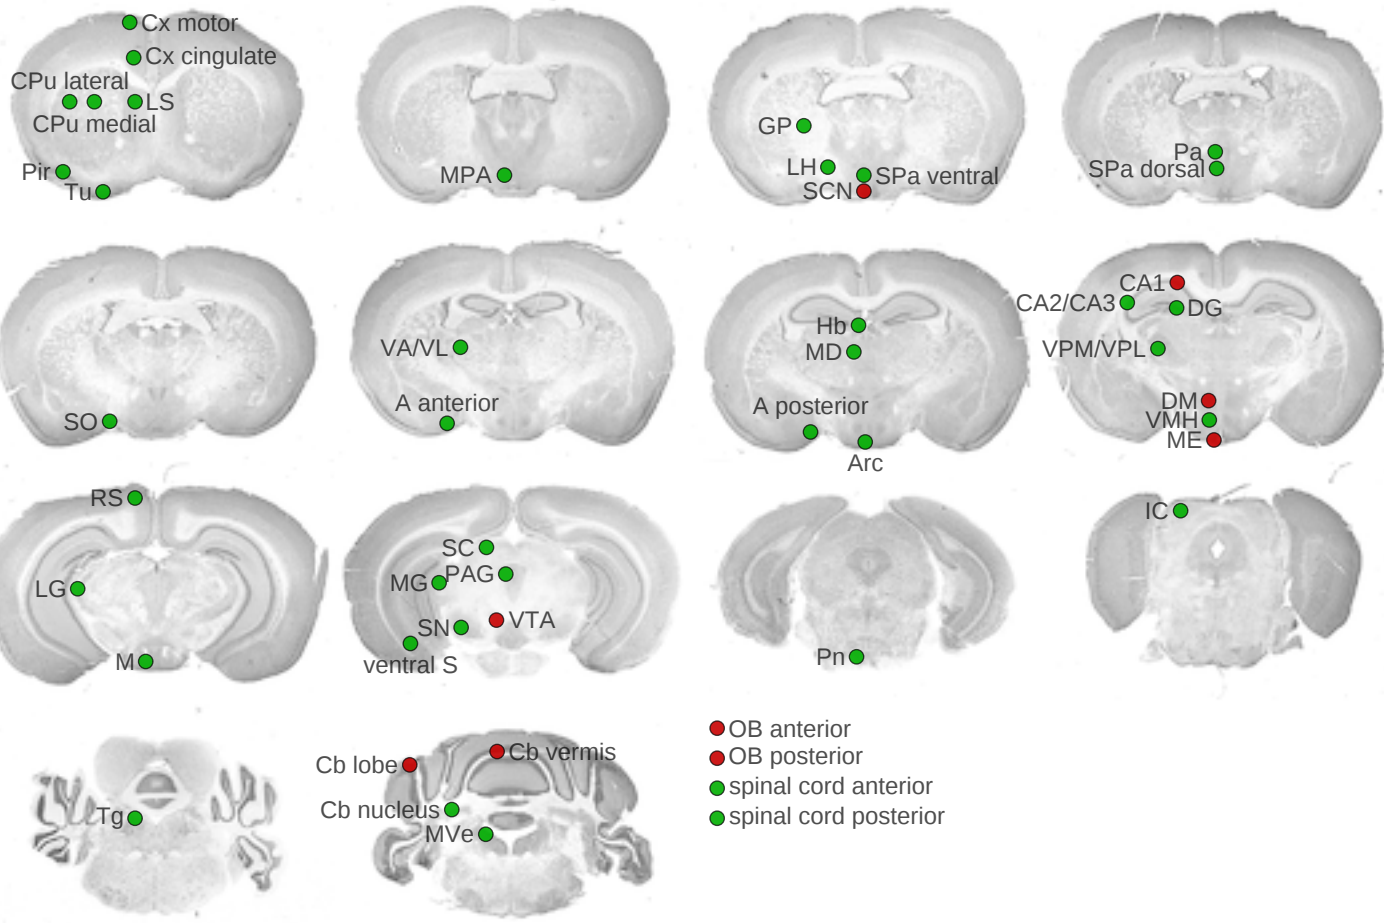 Cx motor
Cx cingulate
CPu lateral
LS
CPu medial
Pir
Tu
MPA
GP
LH
SPa ventral
SCN
Pa
SPa dorsal
SO
VA/VL
A anterior
Hb
MD
A posterior
Arc
CA1
CA2/CA3
DG
VPM/VPL
DM
VMH
ME
RS
LG
M
SC
MG
PAG
SN
VTA
ventral S
Pn
IC
Tg
Cb lobe
Cb vermis
Cb nucleus
MVe
OB anterior
OB posterior
spinal cord anterior
spinal cord posterior